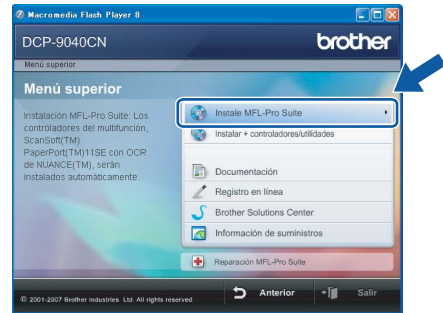 Macromedia Flash Player 8
DCP-9040CN
brother
Menú superior
Menú superior
Instalación MFL-Pro Suite: Los
controladores del multifunción,
ScanSoft(TM)
PaperPort(TM)11SE con OCR
de NUANCE(TM), serán
instalados automáticamente.
Instale MFL-Pro Suite
Instalar + controladores/utilidades
Documentación
Registro en línea
Brother Solutions Center
Información de suministros
Reparación MFL-Pro Suite
© 2001-2007 Brother Industries Ltd. All rights reserved
Anterior
Salir